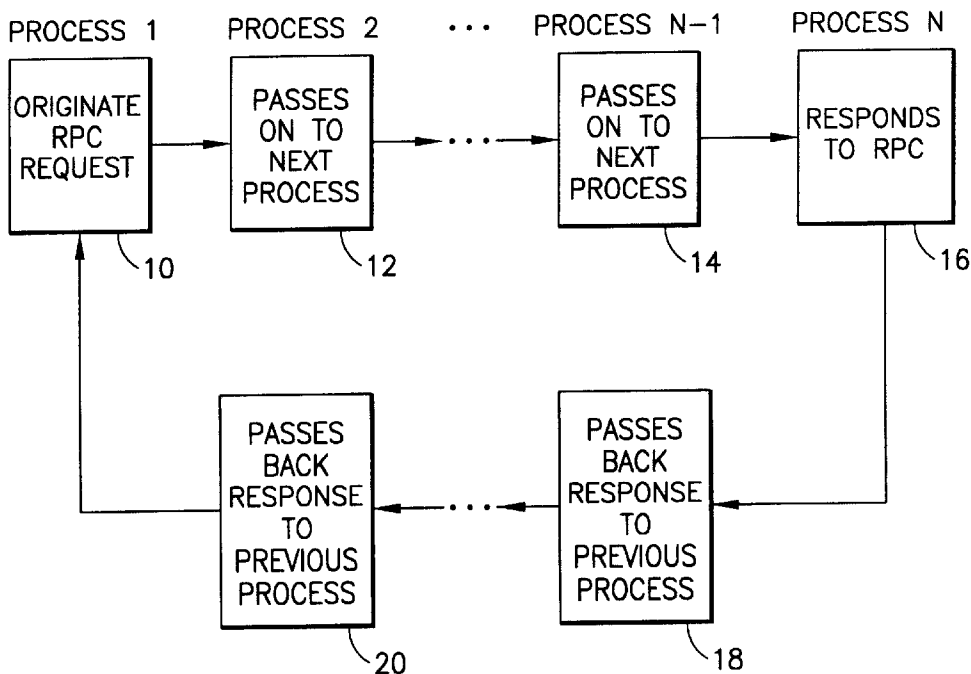 PROCESS 1
PROCESS 2
...
PROCESS N-1
PROCESS N
ORIGINATE
RPC
REQUEST
PASSES
ON TO
NEXT
PROCESS
...
PASSES
ON TO
NEXT
PROCESS
RESPONDS
TO RPC
10
12
14
16
PASSES
BACK
RESPONSE
TO
PREVIOUS
PROCESS
...
PASSES
BACK
RESPONSE
TO
PREVIOUS
PROCESS
20
18